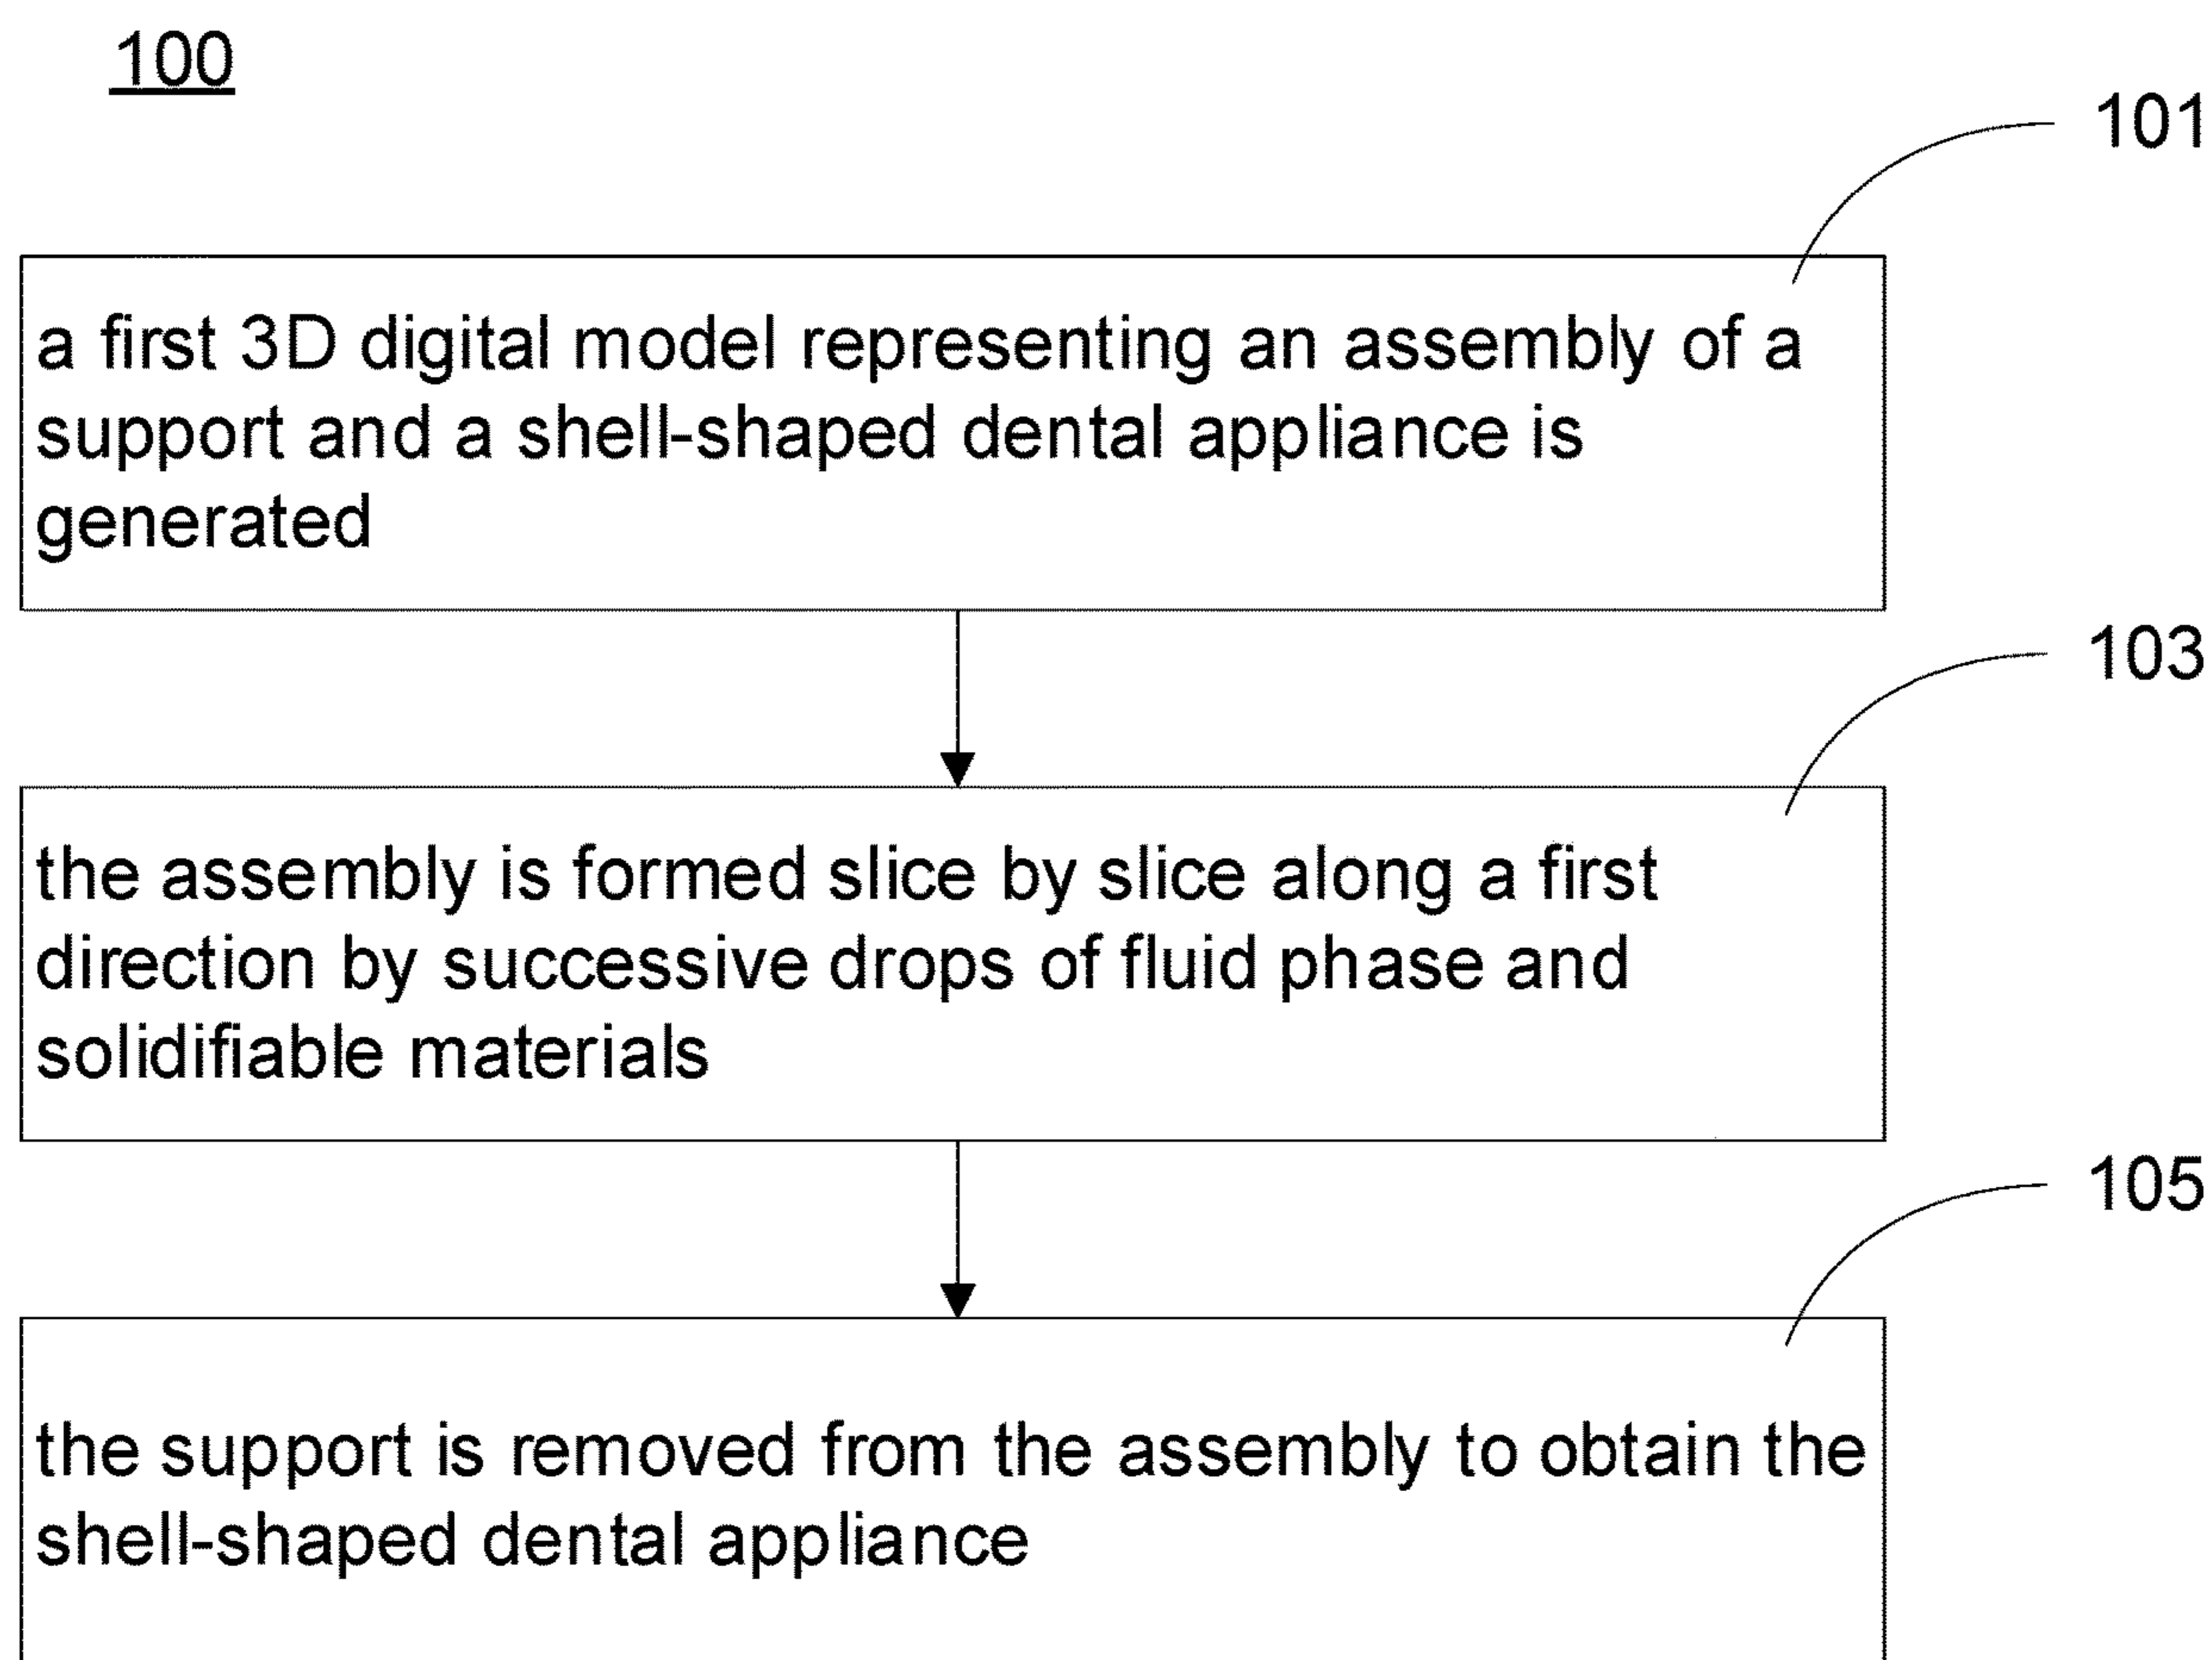 100
101
a first 3D digital model representing an assembly of a
support and a shell-shaped dental appliance is
generated
103
the assembly is formed slice by slice along a first
direction by successive drops of fluid phase and
solidifiable materials
105
the support is removed from the assembly to obtain the
shell-shaped dental appliance